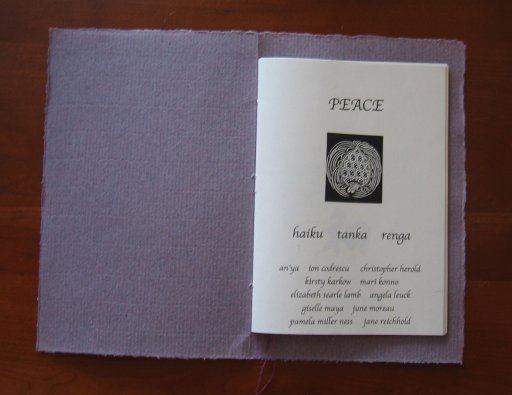 PEACE
haiku tanka renga
an'ya ion codrescu christopher herold
kirsty karkow mari konno
elizabeth searle lamb angela leuck
giselle maya june moreau
pamela miller ness jane reichhold